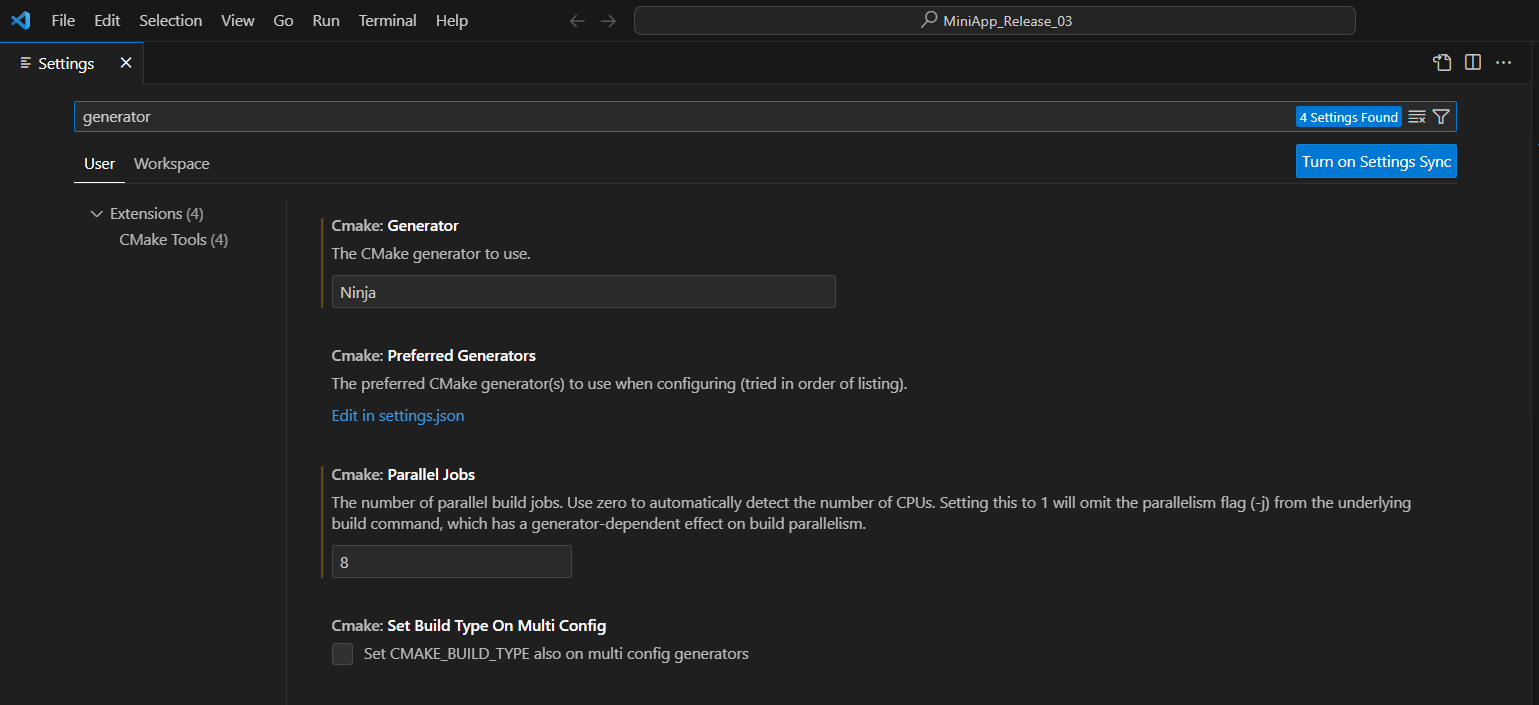 File Edit Selection View Go Run Terminal Help MiniApp_Release_03
Settings
generator 4 Settings Found
User Workspace Turn on Settings Sync
Extensions (4)
CMake Tools (4)
Cmake: Generator
The CMake generator to use.
Ninja
Cmake: Preferred Generators
The preferred CMake generator(s) to use when configuring (tried in order of listing).
Edit in settings.json
Cmake: Parallel Jobs
The number of parallel build jobs. Use zero to automatically detect the number of CPUs. Setting this to 1 will omit the parallelism flag (-j) from the underlying
build command, which has a generator-dependent effect on build parallelism.
8
Cmake: Set Build Type On Multi Config
Set CMAKE_BUILD_TYPE also on multi config generators